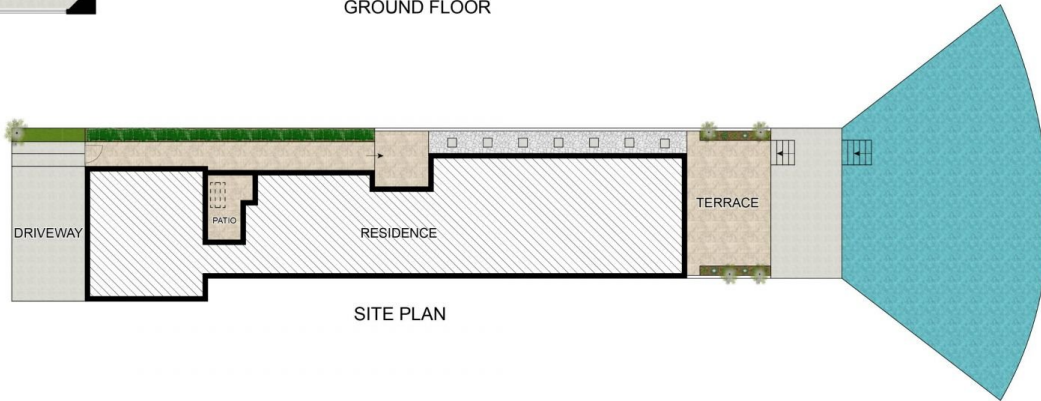 GROUND FLOOR
DRIVEWAY
PATIO
RESIDENCE
TERRACE
SITE PLAN